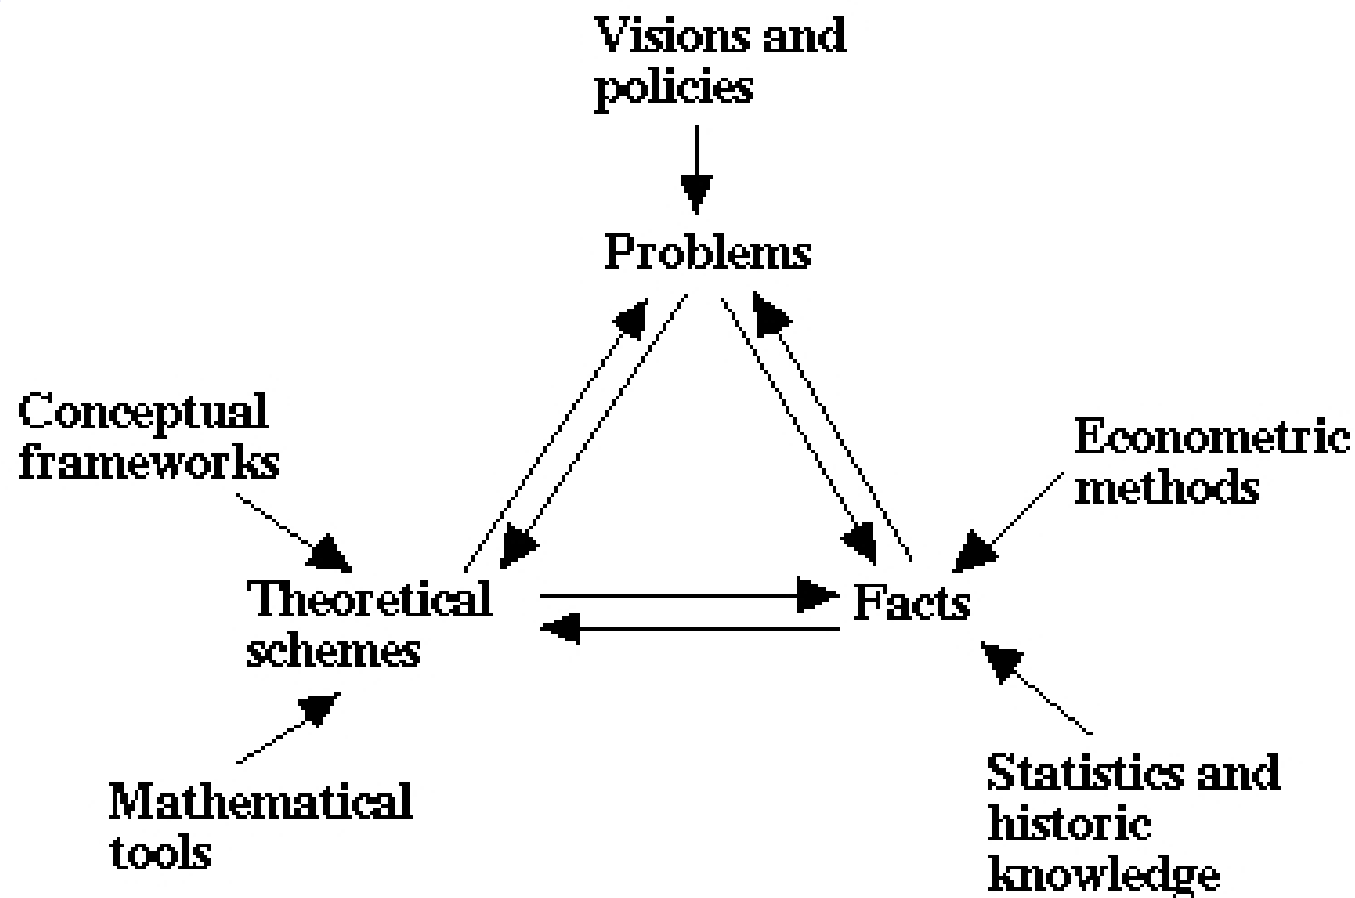 Visions and
policies
Problems
Conceptual
frameworks
Econometric
methods
Theoretical
schemes
Facts
Mathematical
tools
Statistics and
historic
knowledge